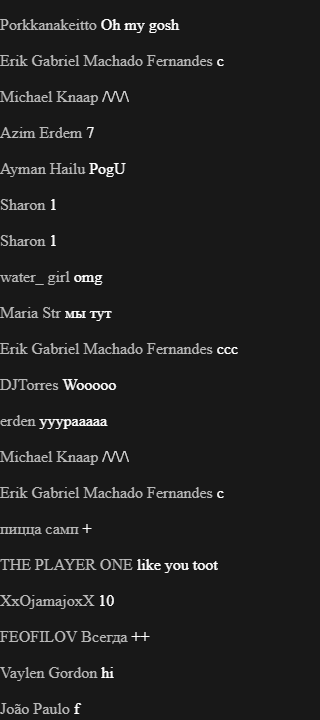 Porkkanakeitto Oh my gosh
Erik Gabriel Machado Fernandes c
Michael Knaap /\/\/\
Azim Erdem 7
Ayman Hailu PogU
Sharon 1
Sharon 1
water_ girl omg
Maria Str мы тут
Erik Gabriel Machado Fernandes ccc
DJTorres Wooooo
erden yyypaaaaa
Michael Knaap /\/\/\
Erik Gabriel Machado Fernandes c
пицца самп +
THE PLAYER ONE like you toot
XxOjamajoxX 10
FEOFILOV Всегда ++
Vaylen Gordon hi
João Paulo f